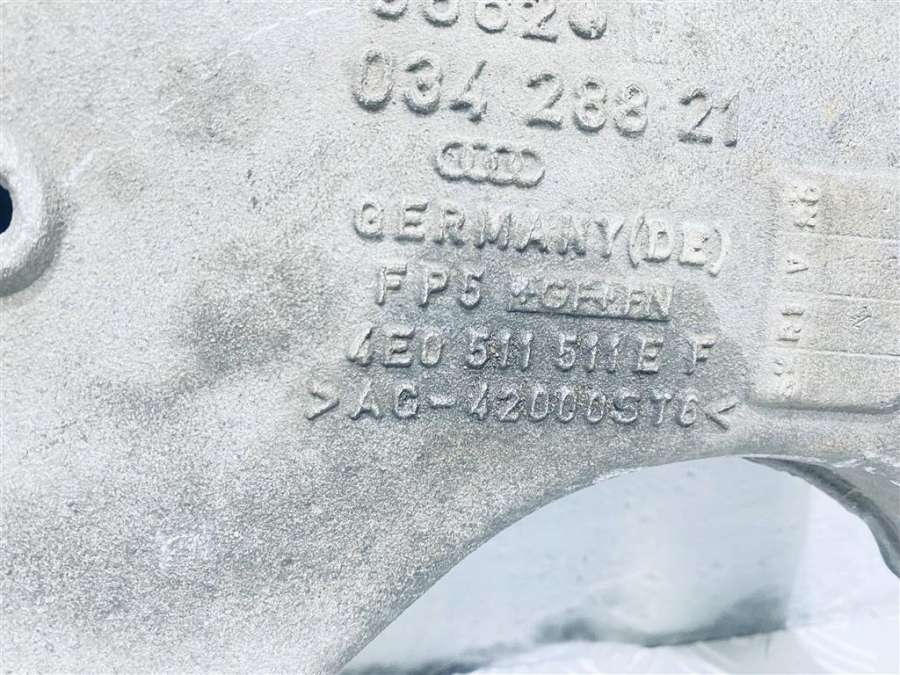 034 288 21
GERMANY(DE)
FP5
4E0 511 511 E F
>AG-42000ST6<